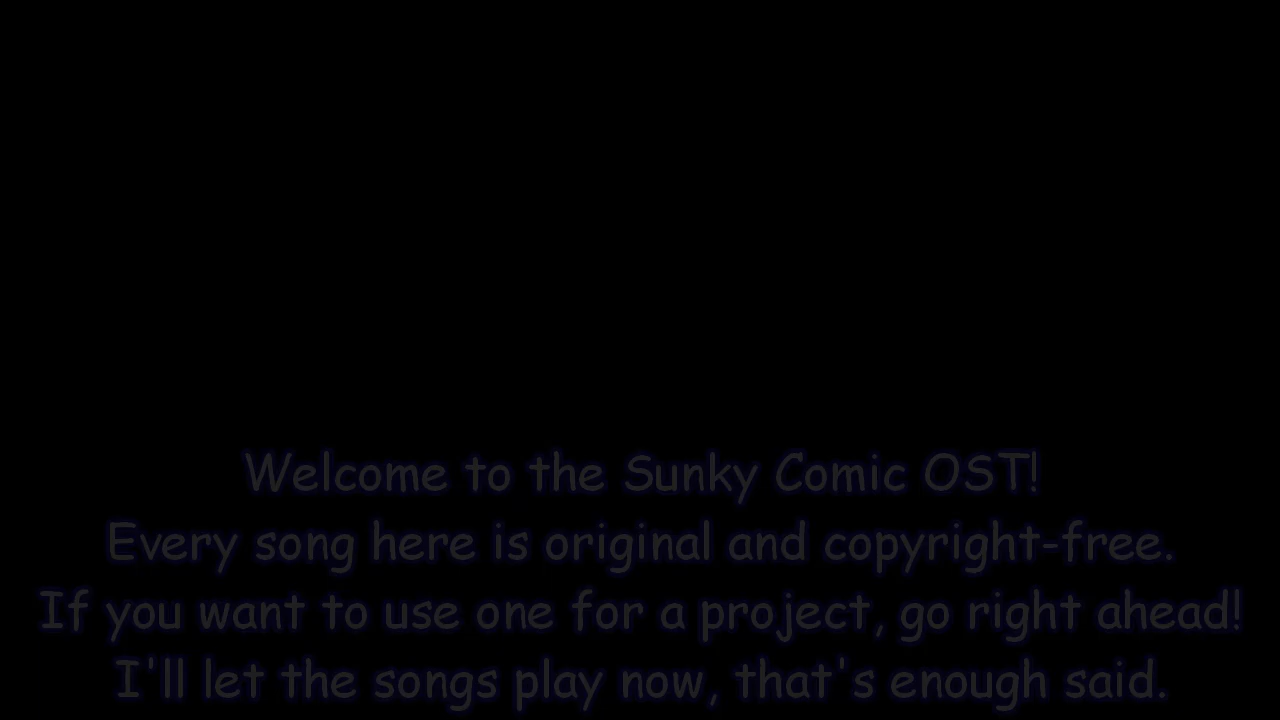 Welcome to the Sunky Comic OST!
Every song here is original and copyright-free.
If you want to use one for a project, go right ahead!
I'll let the songs play now, that's enough said.